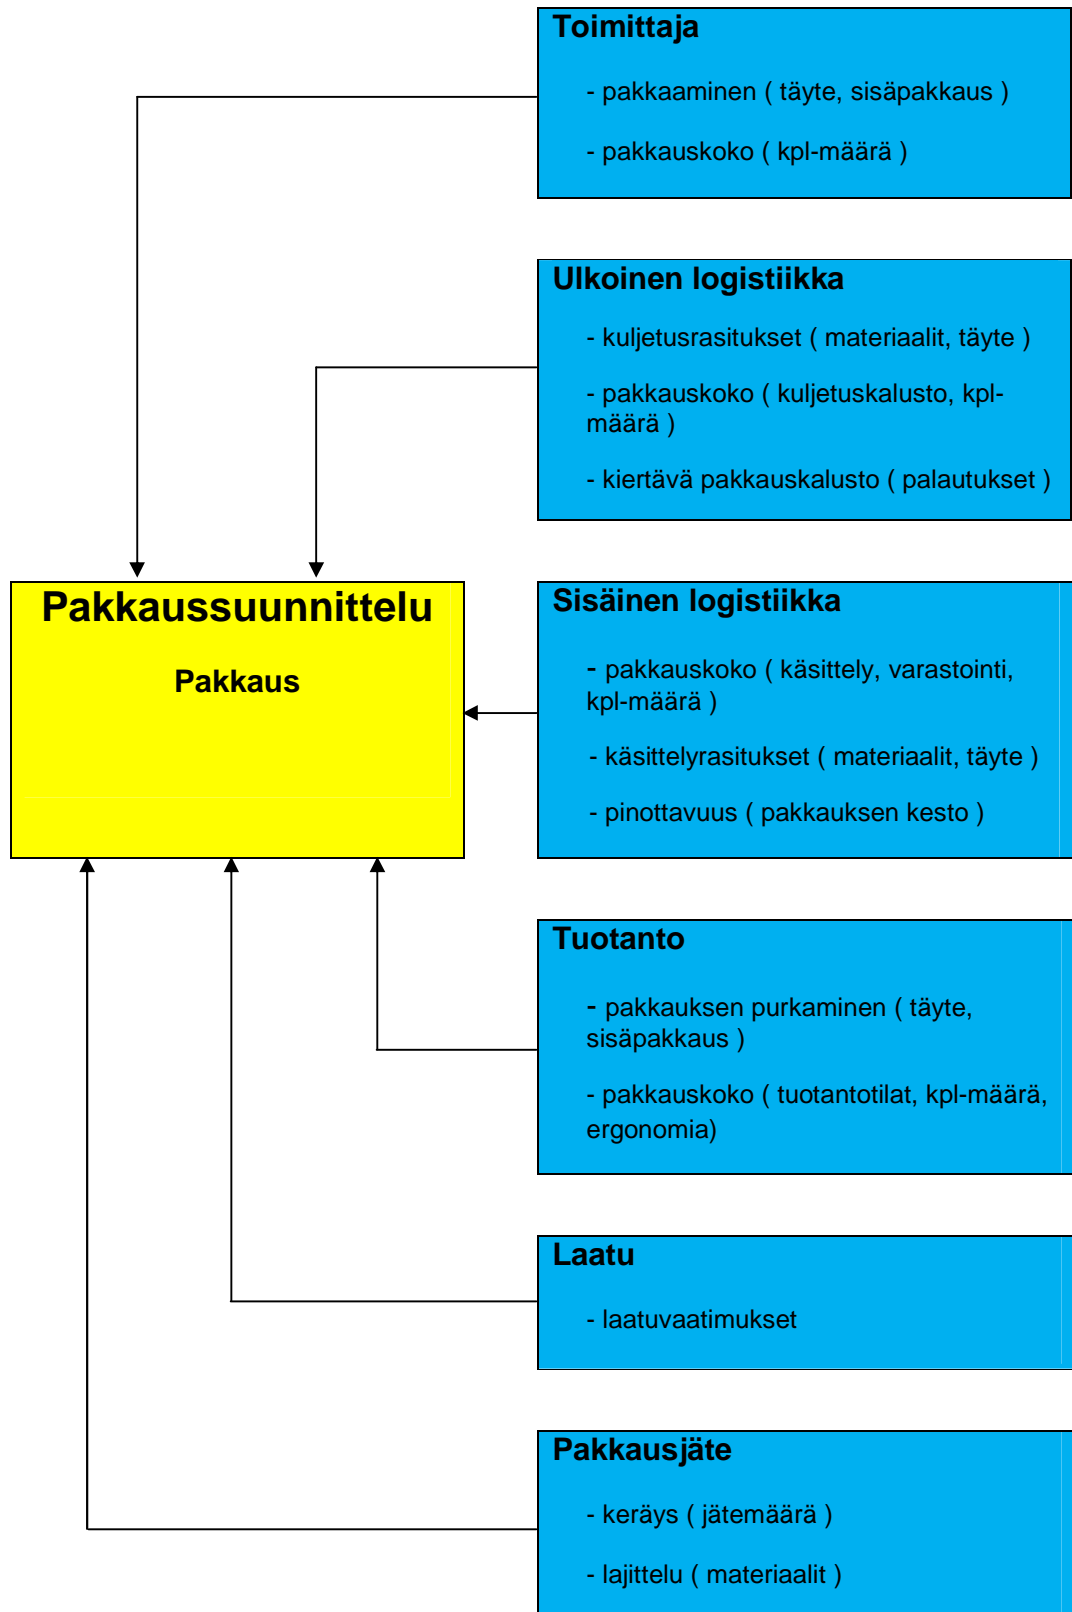 Toimittaja
- pakkaaminen ( täyte, sisäpakkaus )
- pakkauskoko ( kpl-määrä )
Ulkoinen logistiikka
- kuljetusrasitukset ( materiaalit, täyte )
- pakkauskoko ( kuljetuskalusto, kpl-
määrä )
- kiertävä pakkauskalusto ( palautukset )
Pakkaussuunnittelu
Pakkaus
Sisäinen logistiikka
- pakkauskoko ( käsittely, varastointi,
kpl-määrä )
- käsittelyrasitukset ( materiaalit, täyte )
- pinottavuus ( pakkauksen kesto )
Tuotanto
- pakkauksen purkaminen ( täyte,
sisäpakkaus )
- pakkauskoko ( tuotantotilat, kpl-määrä,
ergonomia)
Laatu
- laatuvaatimukset
Pakkausjäte
- keräys ( jätemäärä )
- lajittelu ( materiaalit )